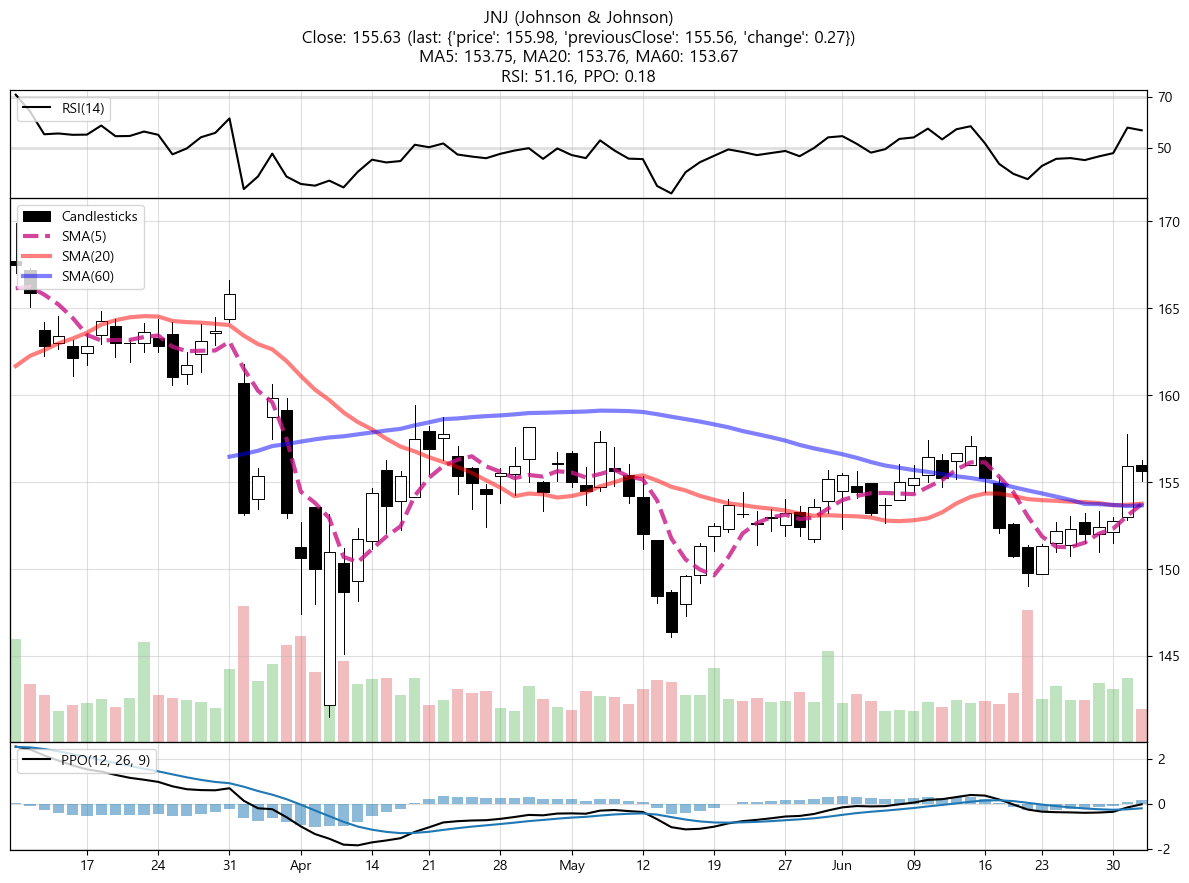 JNJ (Johnson & Johnson)
Close: 155.63 (last: {'price': 155.98, 'previousClose': 155.56, 'change': 0.27})
MA5: 153.75, MA20: 153.76, MA60: 153.67
RSI: 51.16, PPO: 0.18
RSI(14)
70
50
Candlesticks
SMA(5)
SMA(20)
SMA(60)
170
165
160
155
150
145
PPO(12, 26, 9)
2
0
-2
17 24 31 Apr 14 21 28 May 12 19 27 Jun 09 16 23 30